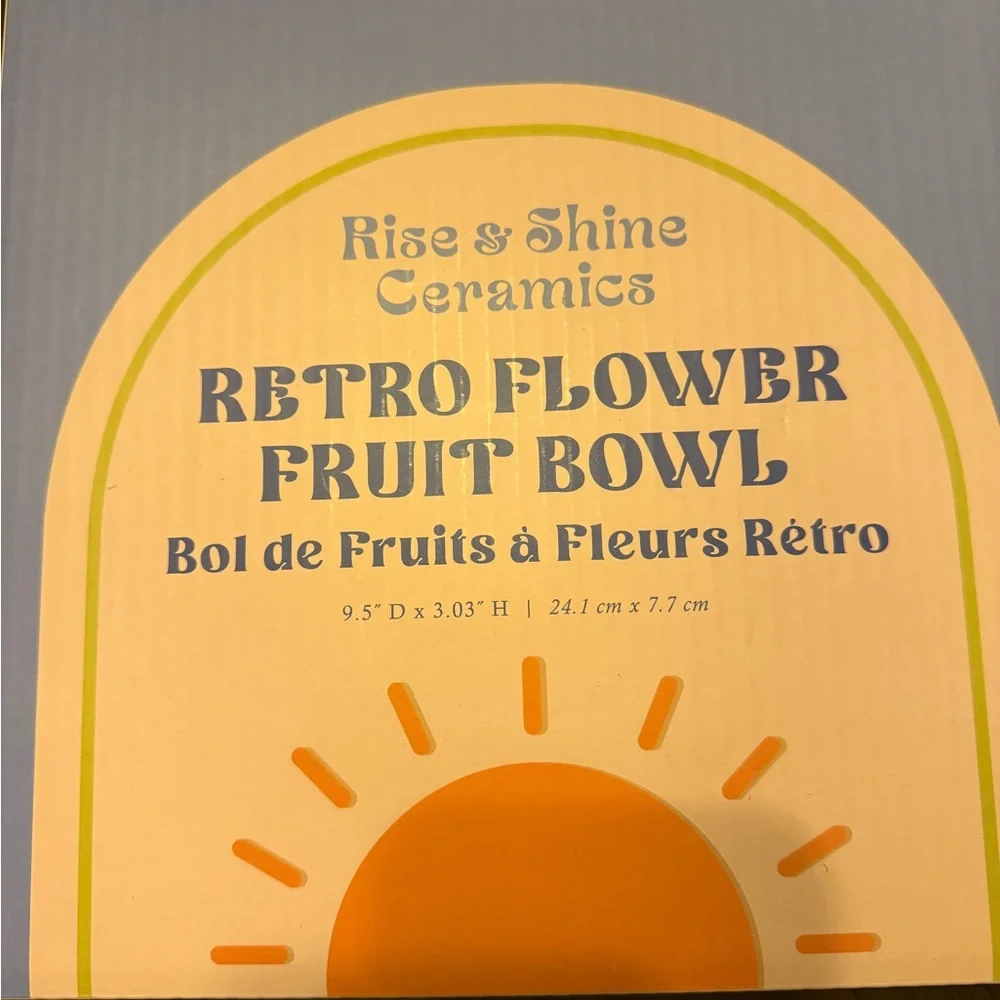 Rise & Shine
Ceramics
RETRO FLOWER
FRUIT BOWL
Bol de Fruits à Fleurs Rétro
9.5" D x 3.03" H | 24.1 cm x 7.7 cm